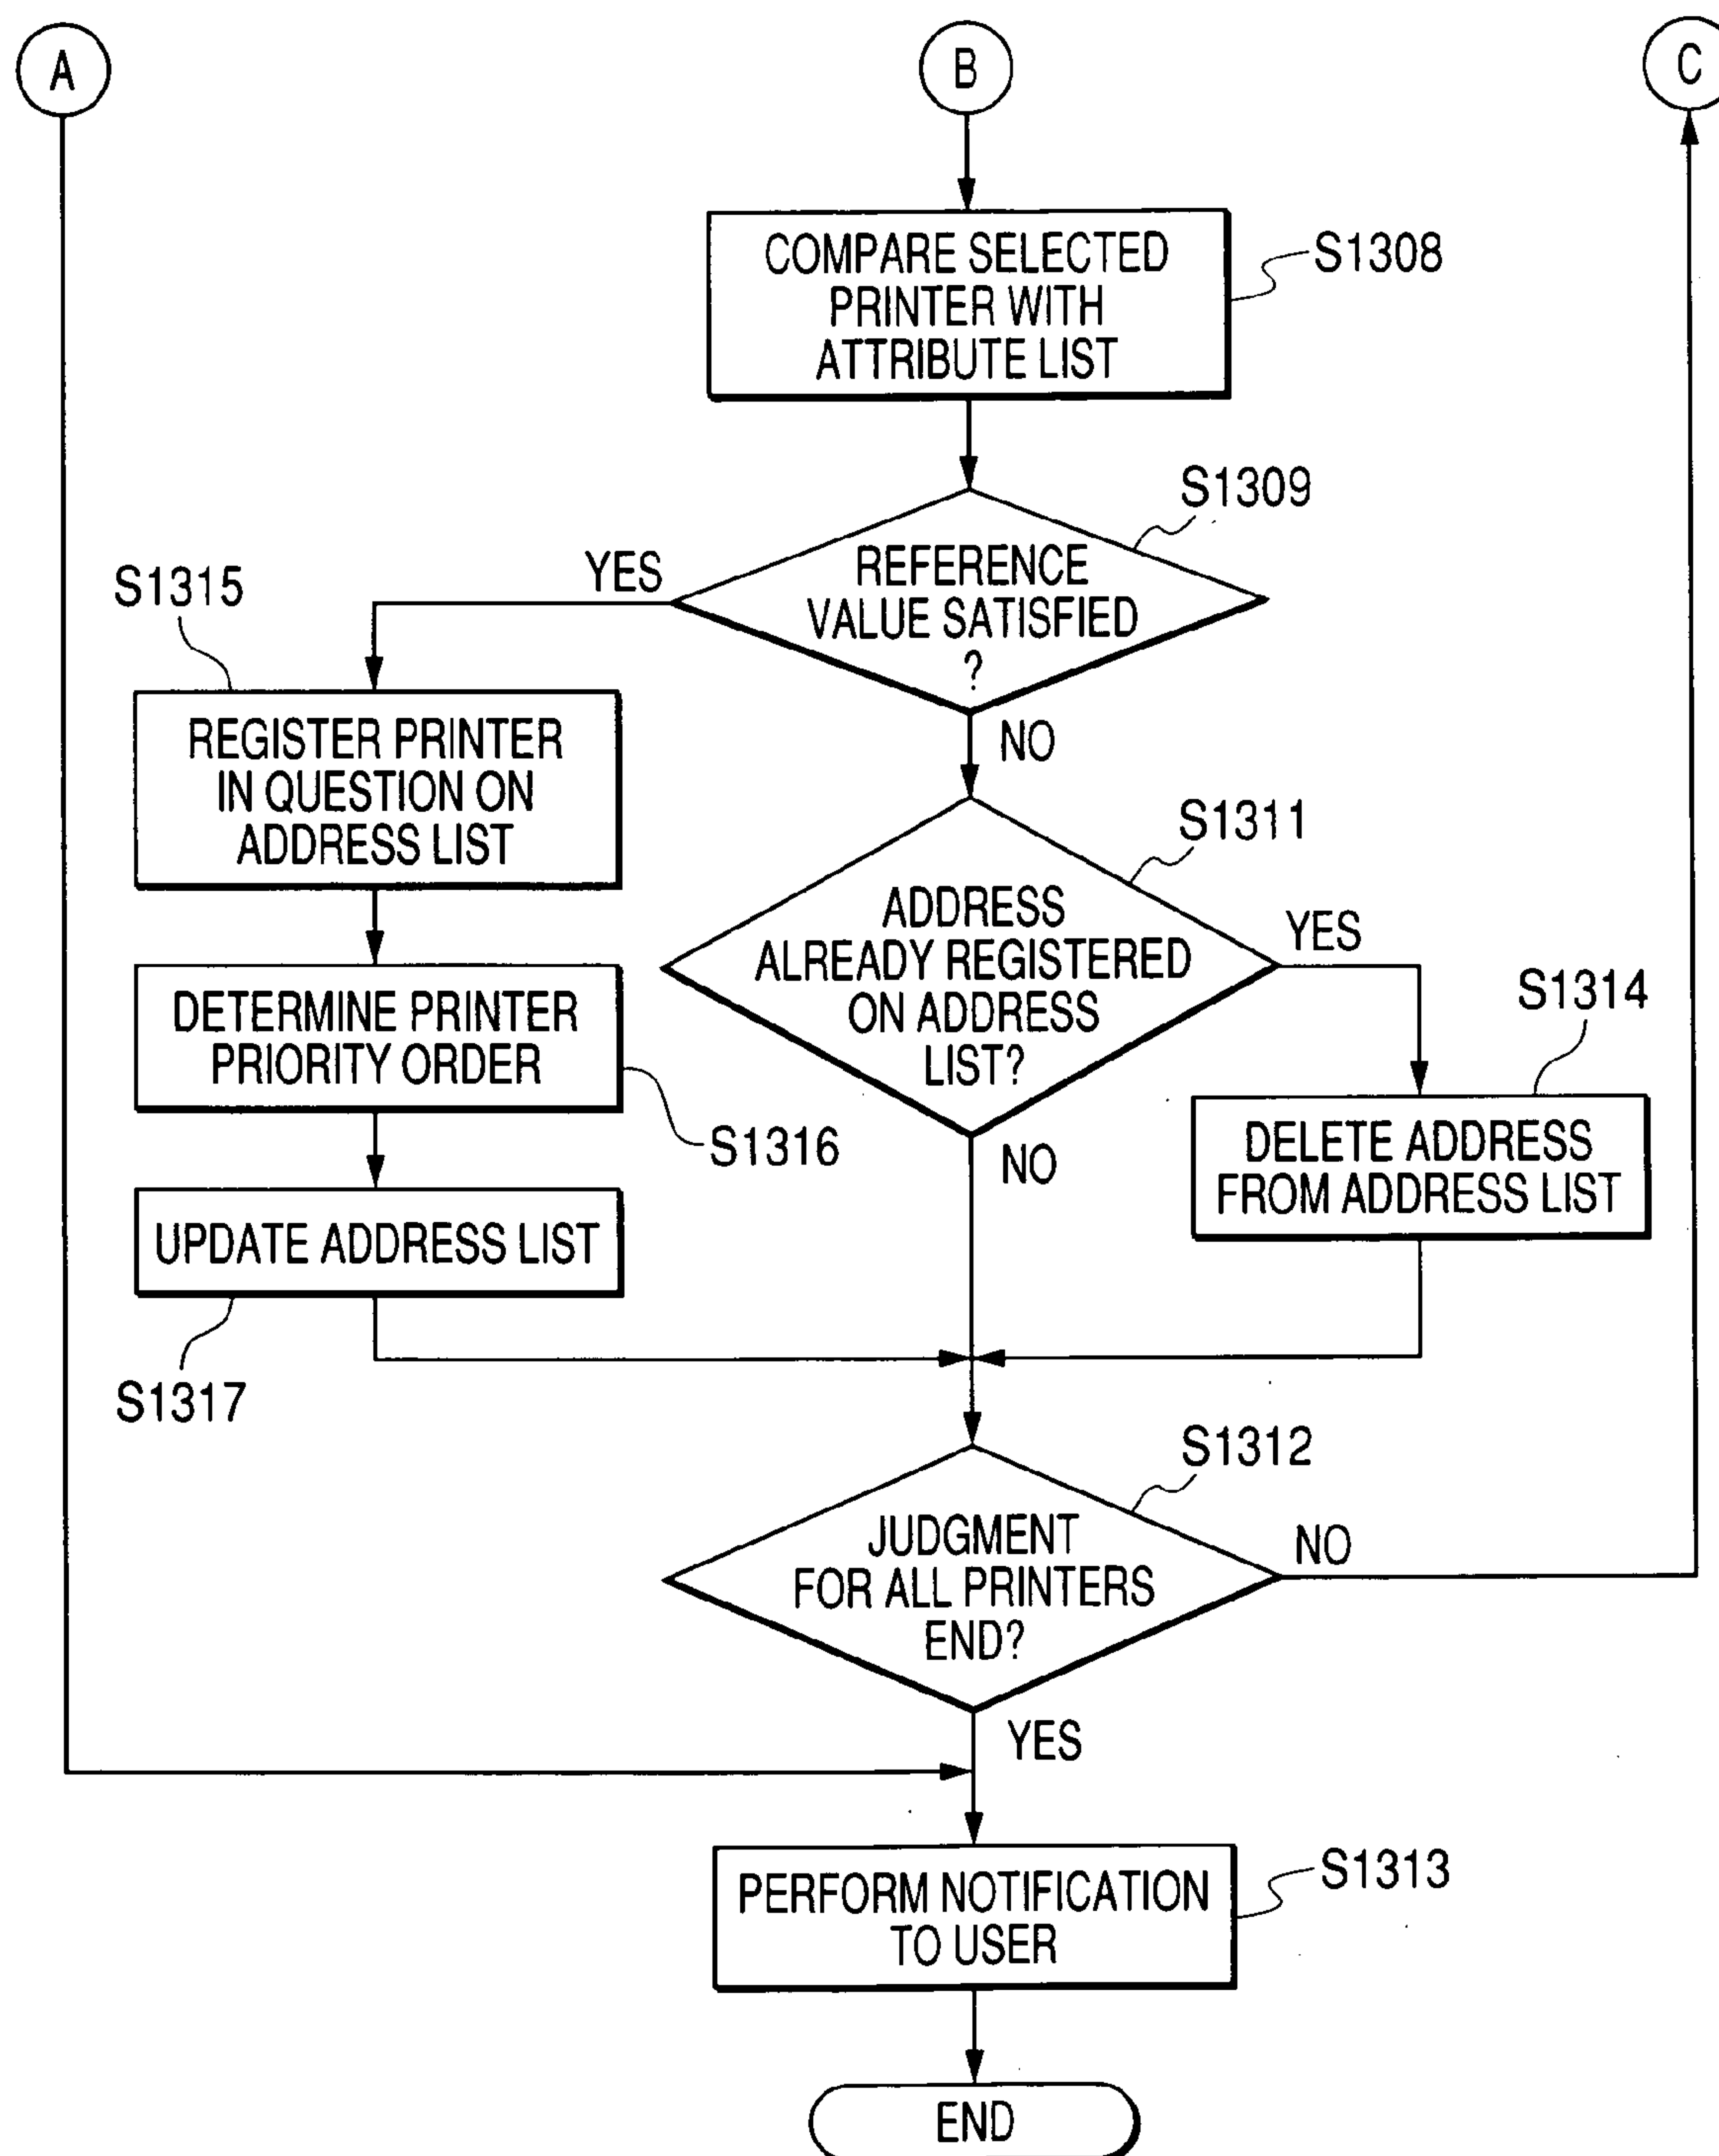 A
B
C
COMPARE SELECTED
PRINTER WITH
ATTRIBUTE LIST
S1308
S1309
REFERENCE
VALUE SATISFIED
?
YES
NO
S1315
REGISTER PRINTER
IN QUESTION ON
ADDRESS LIST
S1311
ADDRESS
ALREADY REGISTERED
ON ADDRESS
LIST?
YES
NO
S1314
DELETE ADDRESS
FROM ADDRESS LIST
DETERMINE PRINTER
PRIORITY ORDER
S1316
UPDATE ADDRESS LIST
S1317
S1312
JUDGMENT
FOR ALL PRINTERS
END?
NO
YES
PERFORM NOTIFICATION
TO USER
S1313
END